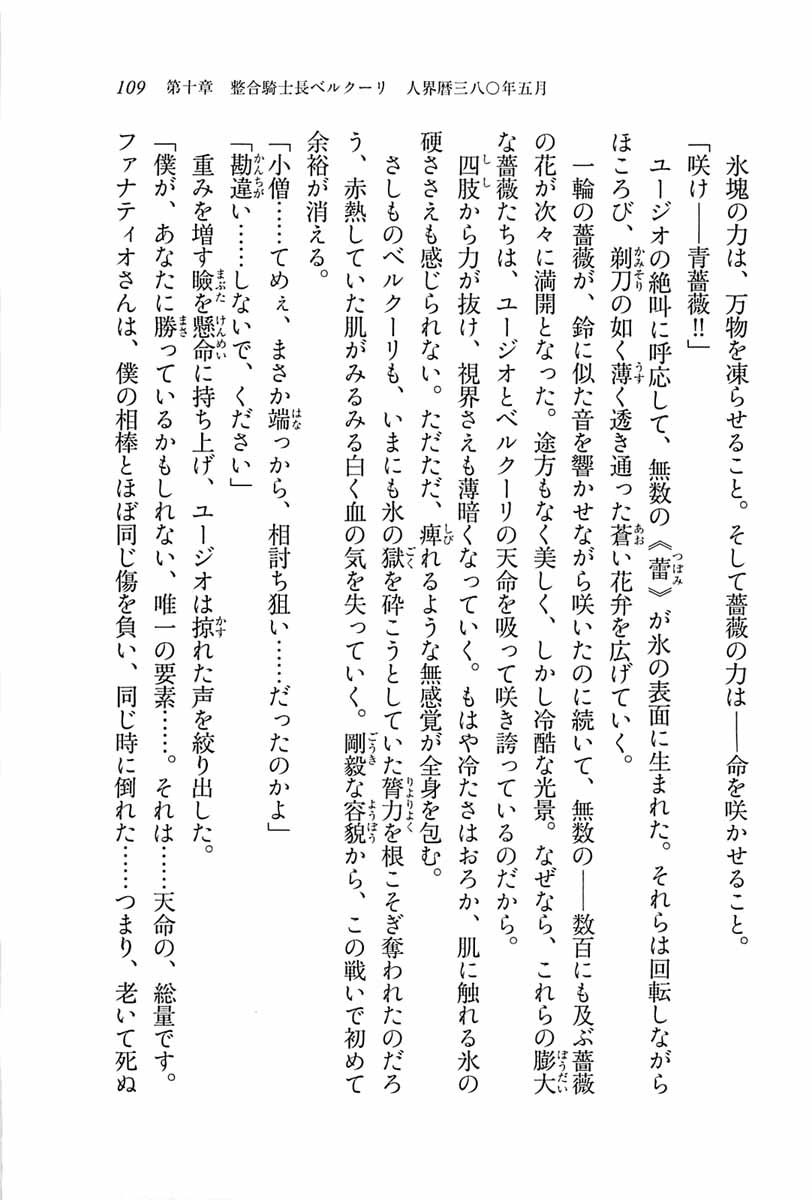 109　第十章　整合騎士長ベルクーリ　人界暦三八〇年五月
　氷塊の力は、万物を凍らせること。そして薔薇の力は――命を咲かせること。
「咲け――青薔薇!!」
　ユージオの絶叫に呼応して、無数の《蕾》が氷の表面に生まれた。それらは回転しながら
ほころび、剃刀の如く薄く透き通った蒼い花弁を広げていく。
　一輪の薔薇が、鈴に似た音を響かせながら咲いたのに続いて、無数の――数百にも及ぶ薔薇
の花が次々に満開となった。途方もなく美しく、しかし冷酷な光景。なぜなら、これらの膨大
な薔薇たちは、ユージオとベルクーリの天命を吸って咲き誇っているのだから。
　四肢から力が抜け、視界さえも薄暗くなっていく。もはや冷たさはおろか、肌に触れる氷の
硬ささえも感じられない。ただただ、痺れるような無感覚が全身を包む。
　さしものベルクーリも、いまにも氷の獄を砕こうとしていた膂力を根こそぎ奪われたのだろ
う、赤熱していた肌がみるみる白く血の気を失っていく。剛毅な容貌から、この戦いで初めて
余裕が消える。
「小僧……てめぇ、まさか端っから、相討ち狙い……だったのかよ」
「勘違い……しないで、ください」
　重みを増す瞼を懸命に持ち上げ、ユージオは掠れた声を絞り出した。
「僕が、あなたに勝っているかもしれない、唯一の要素……。それは……天命の、総量です。
ファナティオさんは、僕の相棒とほぼ同じ傷を負い、同じ時に倒れた……つまり、老いて死ぬ